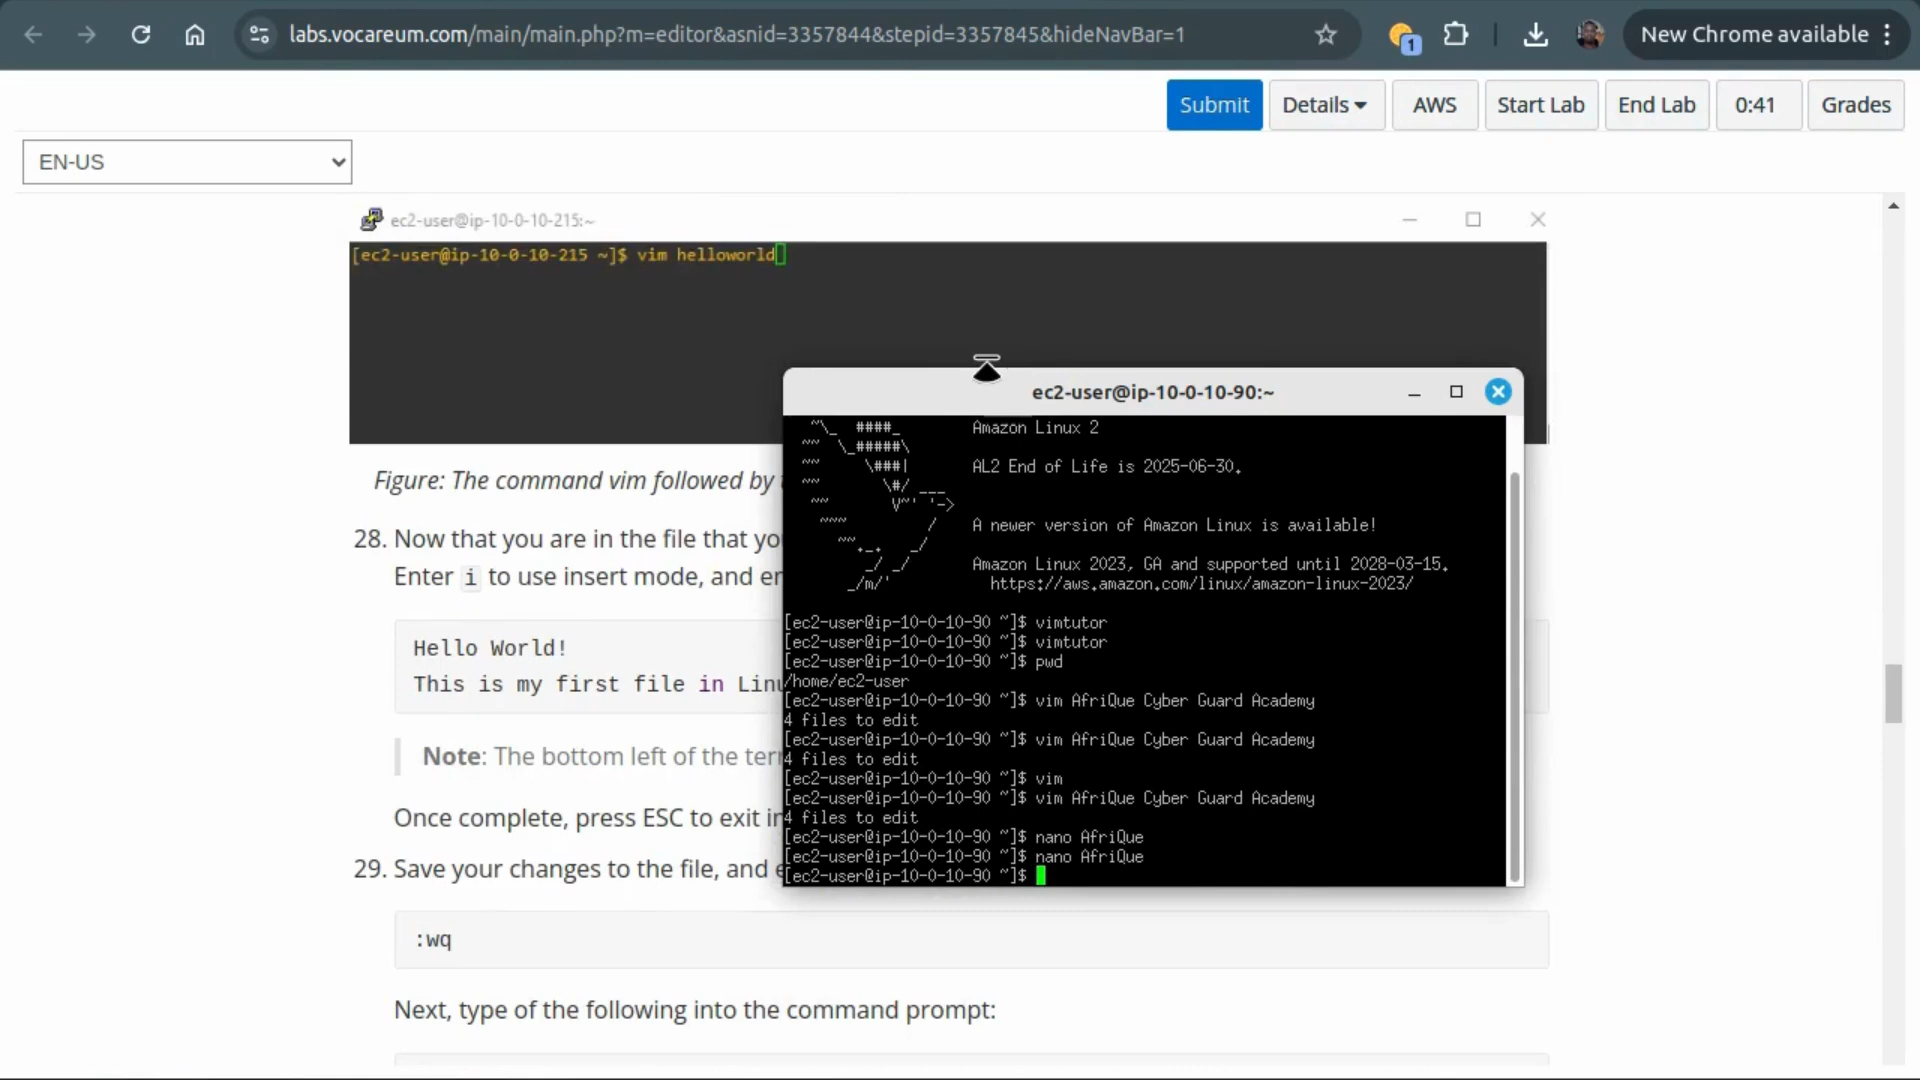 labs.vocareum.com/main/main.php?m=editor&asnid=3357844&stepid=3357845&hideNavBar=1
1
New Chrome available
Submit
Details
AWS
Start Lab
End Lab
0:41
Grades
EN-US
ec2-user@ip-10-0-10-215:~
[ec2-user@ip-10-0-10-215 ~]$ vim helloworld
Figure: The command vim followed by
28. Now that you are in the file that
Enter i to use insert mode, and
Hello World!
This is my first file in
Note: The bottom left of the
Once complete, press ESC to exit
29. Save your changes to the file, and
:wq
Next, type of the following into the command prompt:
ec2-user@ip-10-0-10-90:~
Amazon Linux 2
AL2 End of Life is 2025-06-30.
A newer version of Amazon Linux is available!
Amazon Linux 2023, GA and supported until 2028-03-15.
https://aws.amazon.com/linux/amazon-linux-2023/
[ec2-user@ip-10-0-10-90 ~]$ vimtutor
[ec2-user@ip-10-0-10-90 ~]$ vimtutor
[ec2-user@ip-10-0-10-90 ~]$ pwd
/home/ec2-user
[ec2-user@ip-10-0-10-90 ~]$ vim AfriQue Cyber Guard Academy
4 files to edit
[ec2-user@ip-10-0-10-90 ~]$ vim AfriQue Cyber Guard Academy
4 files to edit
[ec2-user@ip-10-0-10-90 ~]$ vim
[ec2-user@ip-10-0-10-90 ~]$ vim AfriQue Cyber Guard Academy
4 files to edit
[ec2-user@ip-10-0-10-90 ~]$ nano AfriQue
[ec2-user@ip-10-0-10-90 ~]$ nano AfriQue
[ec2-user@ip-10-0-10-90 ~]$